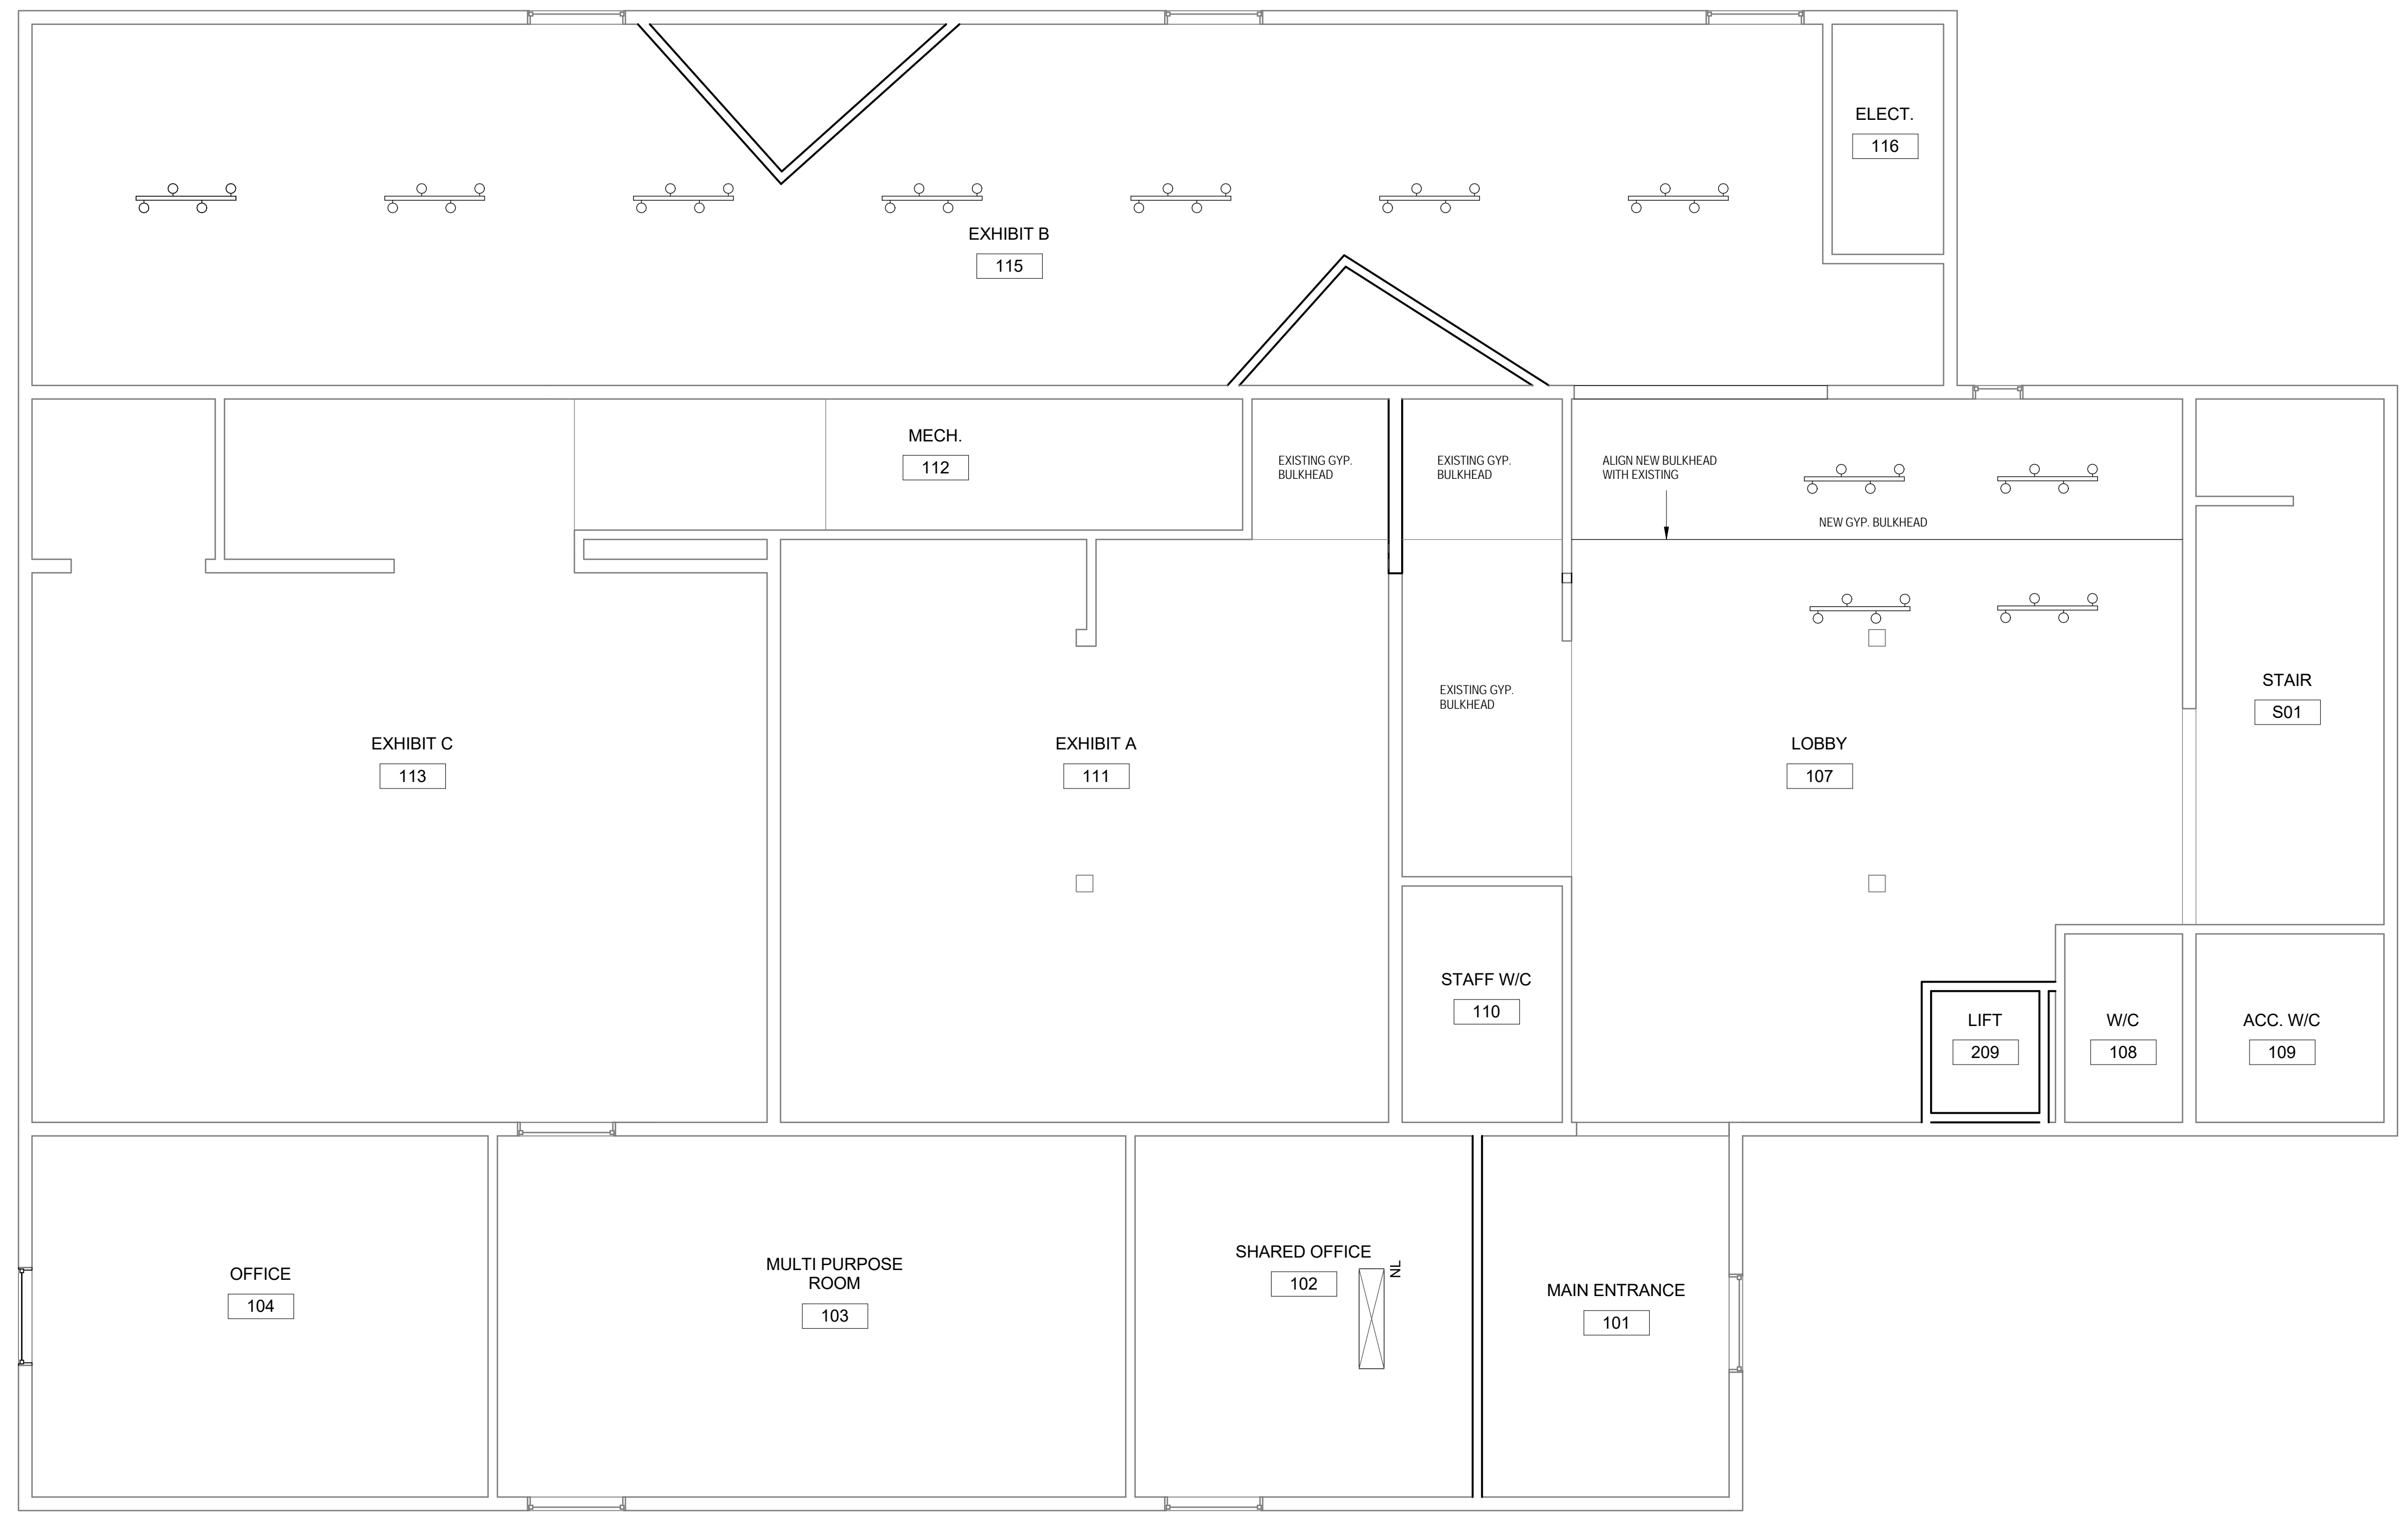 ELECT.
116
EXHIBIT B
115
MECH.
112
EXISTING GYP.
BULKHEAD
EXISTING GYP.
BULKHEAD
ALIGN NEW BULKHEAD
WITH EXISTING
NEW GYP. BULKHEAD
EXISTING GYP.
BULKHEAD
STAIR
S01
EXHIBIT C
113
EXHIBIT A
111
LOBBY
107
STAFF W/C
110
LIFT
209
W/C
108
ACC. W/C
109
OFFICE
104
MULTI PURPOSE
ROOM
103
SHARED OFFICE
102
NL
MAIN ENTRANCE
101